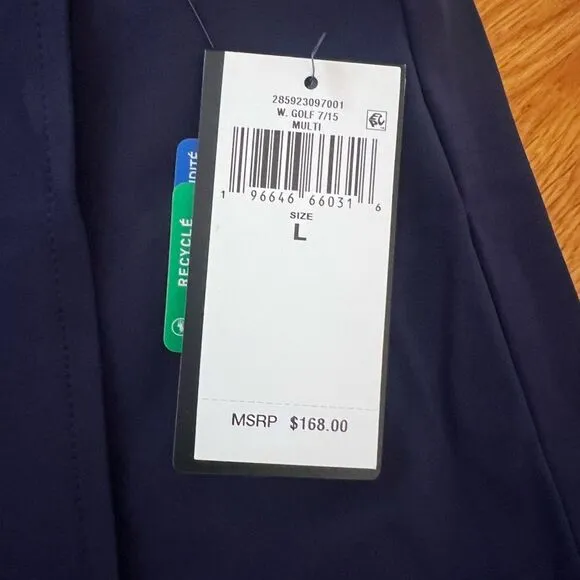 285923097001
W. GOLF 7/15
MULTI
1 96646 66031 6
SIZE
L
MSRP $168.00
RECYCLÉ